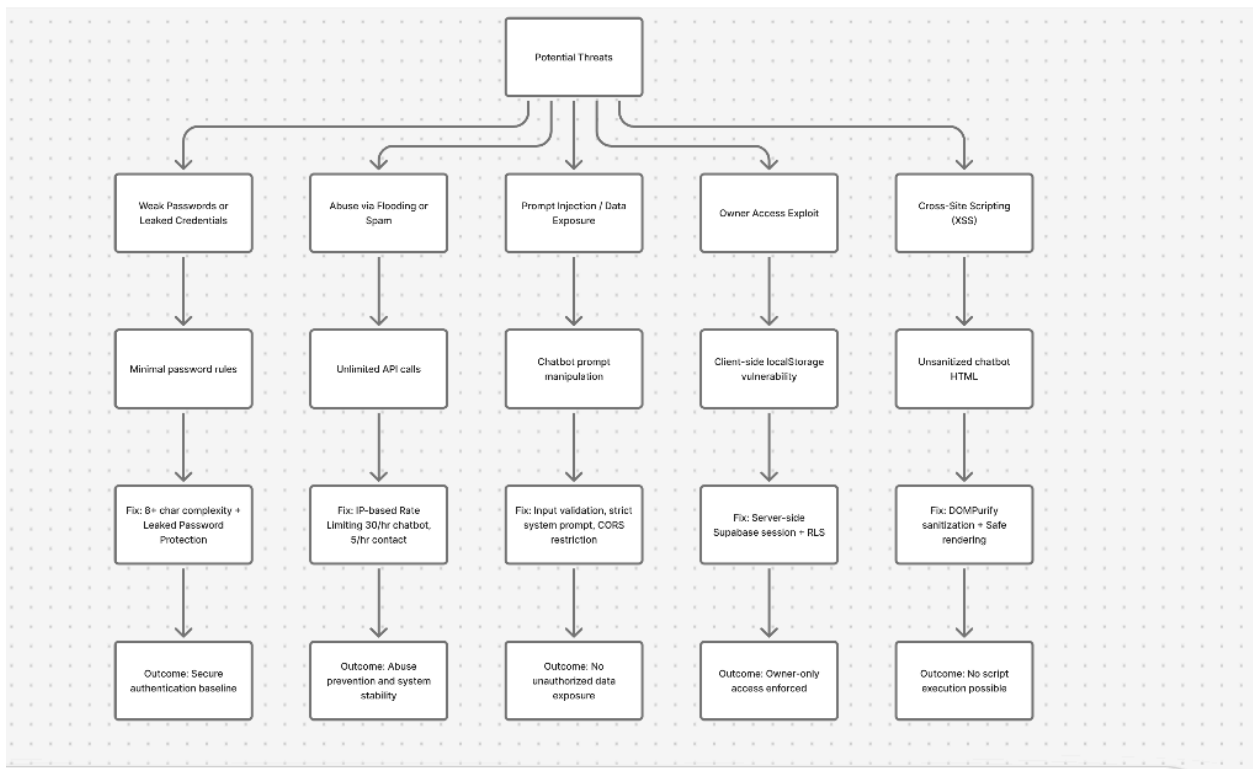 Potential Threats
Weak Passwords or
Leaked Credentials
Abuse via Flooding or
Spam
Prompt Injection / Data
Exposure
Owner Access Exploit
Cross-Site Scripting
(XSS)
Minimal password rules
Unlimited API calls
Chatbot prompt
manipulation
Client-side localStorage
vulnerability
Unsanitized chatbot
HTML
Fix: 8+ char complexity +
Leaked Password
Protection
Fix: IP-based Rate
Limiting 30/hr chatbot,
5/hr contact
Fix: Input validation, strict
system prompt, CORS
restriction
Fix: Server-side
Supabase session + RLS
Fix: DOMPurify
sanitization + Safe
rendering
Outcome: Secure
authentication baseline
Outcome: Abuse
prevention and system
stability
Outcome: No
unauthorized data
exposure
Outcome: Owner-only
access enforced
Outcome: No script
execution possible